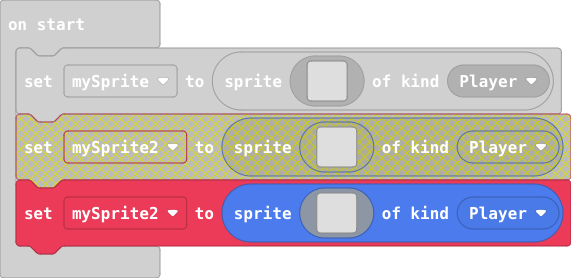 on start
set mySprite to sprite of kind Player
set mySprite2 to sprite of kind Player
set mySprite2 to sprite of kind Player